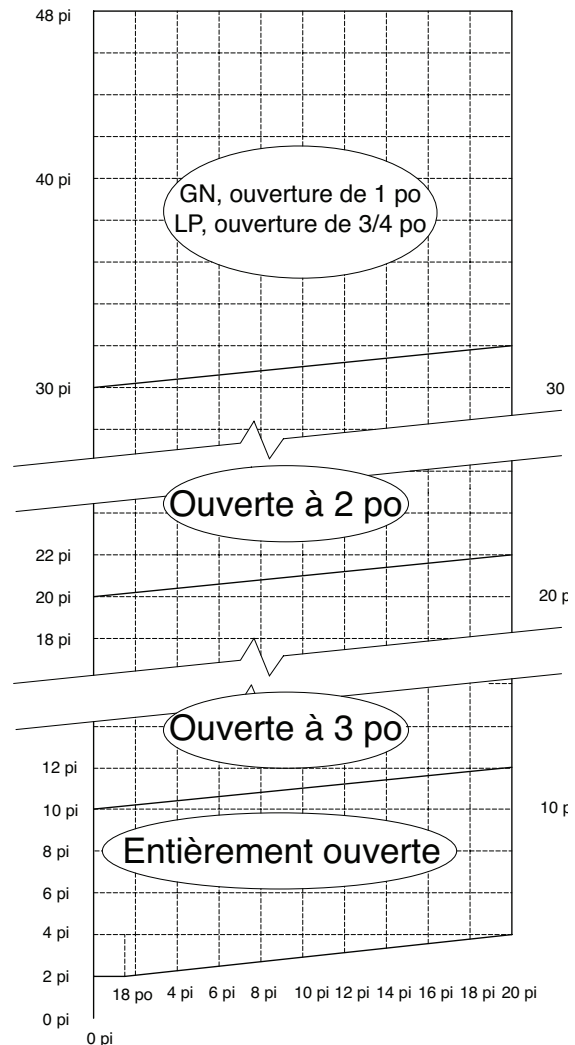 48 pi
40 pi
GN, ouverture de 1 po
LP, ouverture de 3/4 po
30 pi
30
Ouverte à 2 po
22 pi
20 pi
20 p
18 pi
Ouverte à 3 po
12 pi
10 pi
10 p
Entièrement ouverte
8 pi
6 pi
4 pi
2 pi
18 po 4 pi 6 pi 8 pi 10 pi 12 pi 14 pi 16 pi 18 pi 20 pi
0 pi
0 pi